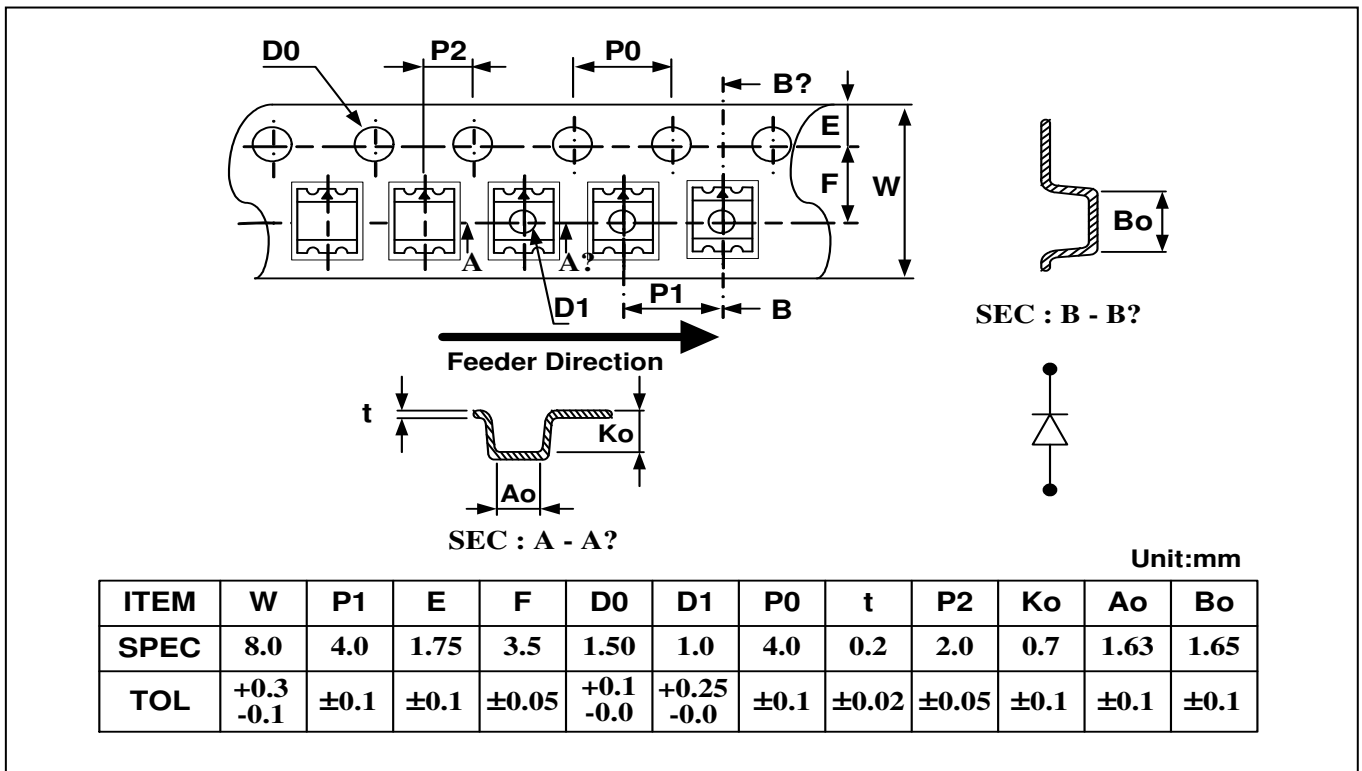 D0 P2 P0
B?
E
F W
A A?
D1 P1 B
Feeder Direction
Bo
SEC : B - B?
t
Ko
Ao
SEC : A - A?
Unit:mm
ITEM W P1 E F D0 D1 P0 t P2 Ko Ao Bo
SPEC 8.0 4.0 1.75 3.5 1.50 1.0 4.0 0.2 2.0 0.7 1.63 1.65
TOL +0.3 -0.1 ±0.1 ±0.1 ±0.05 +0.1 -0.0 +0.25 -0.0 ±0.1 ±0.02 ±0.05 ±0.1 ±0.1 ±0.1